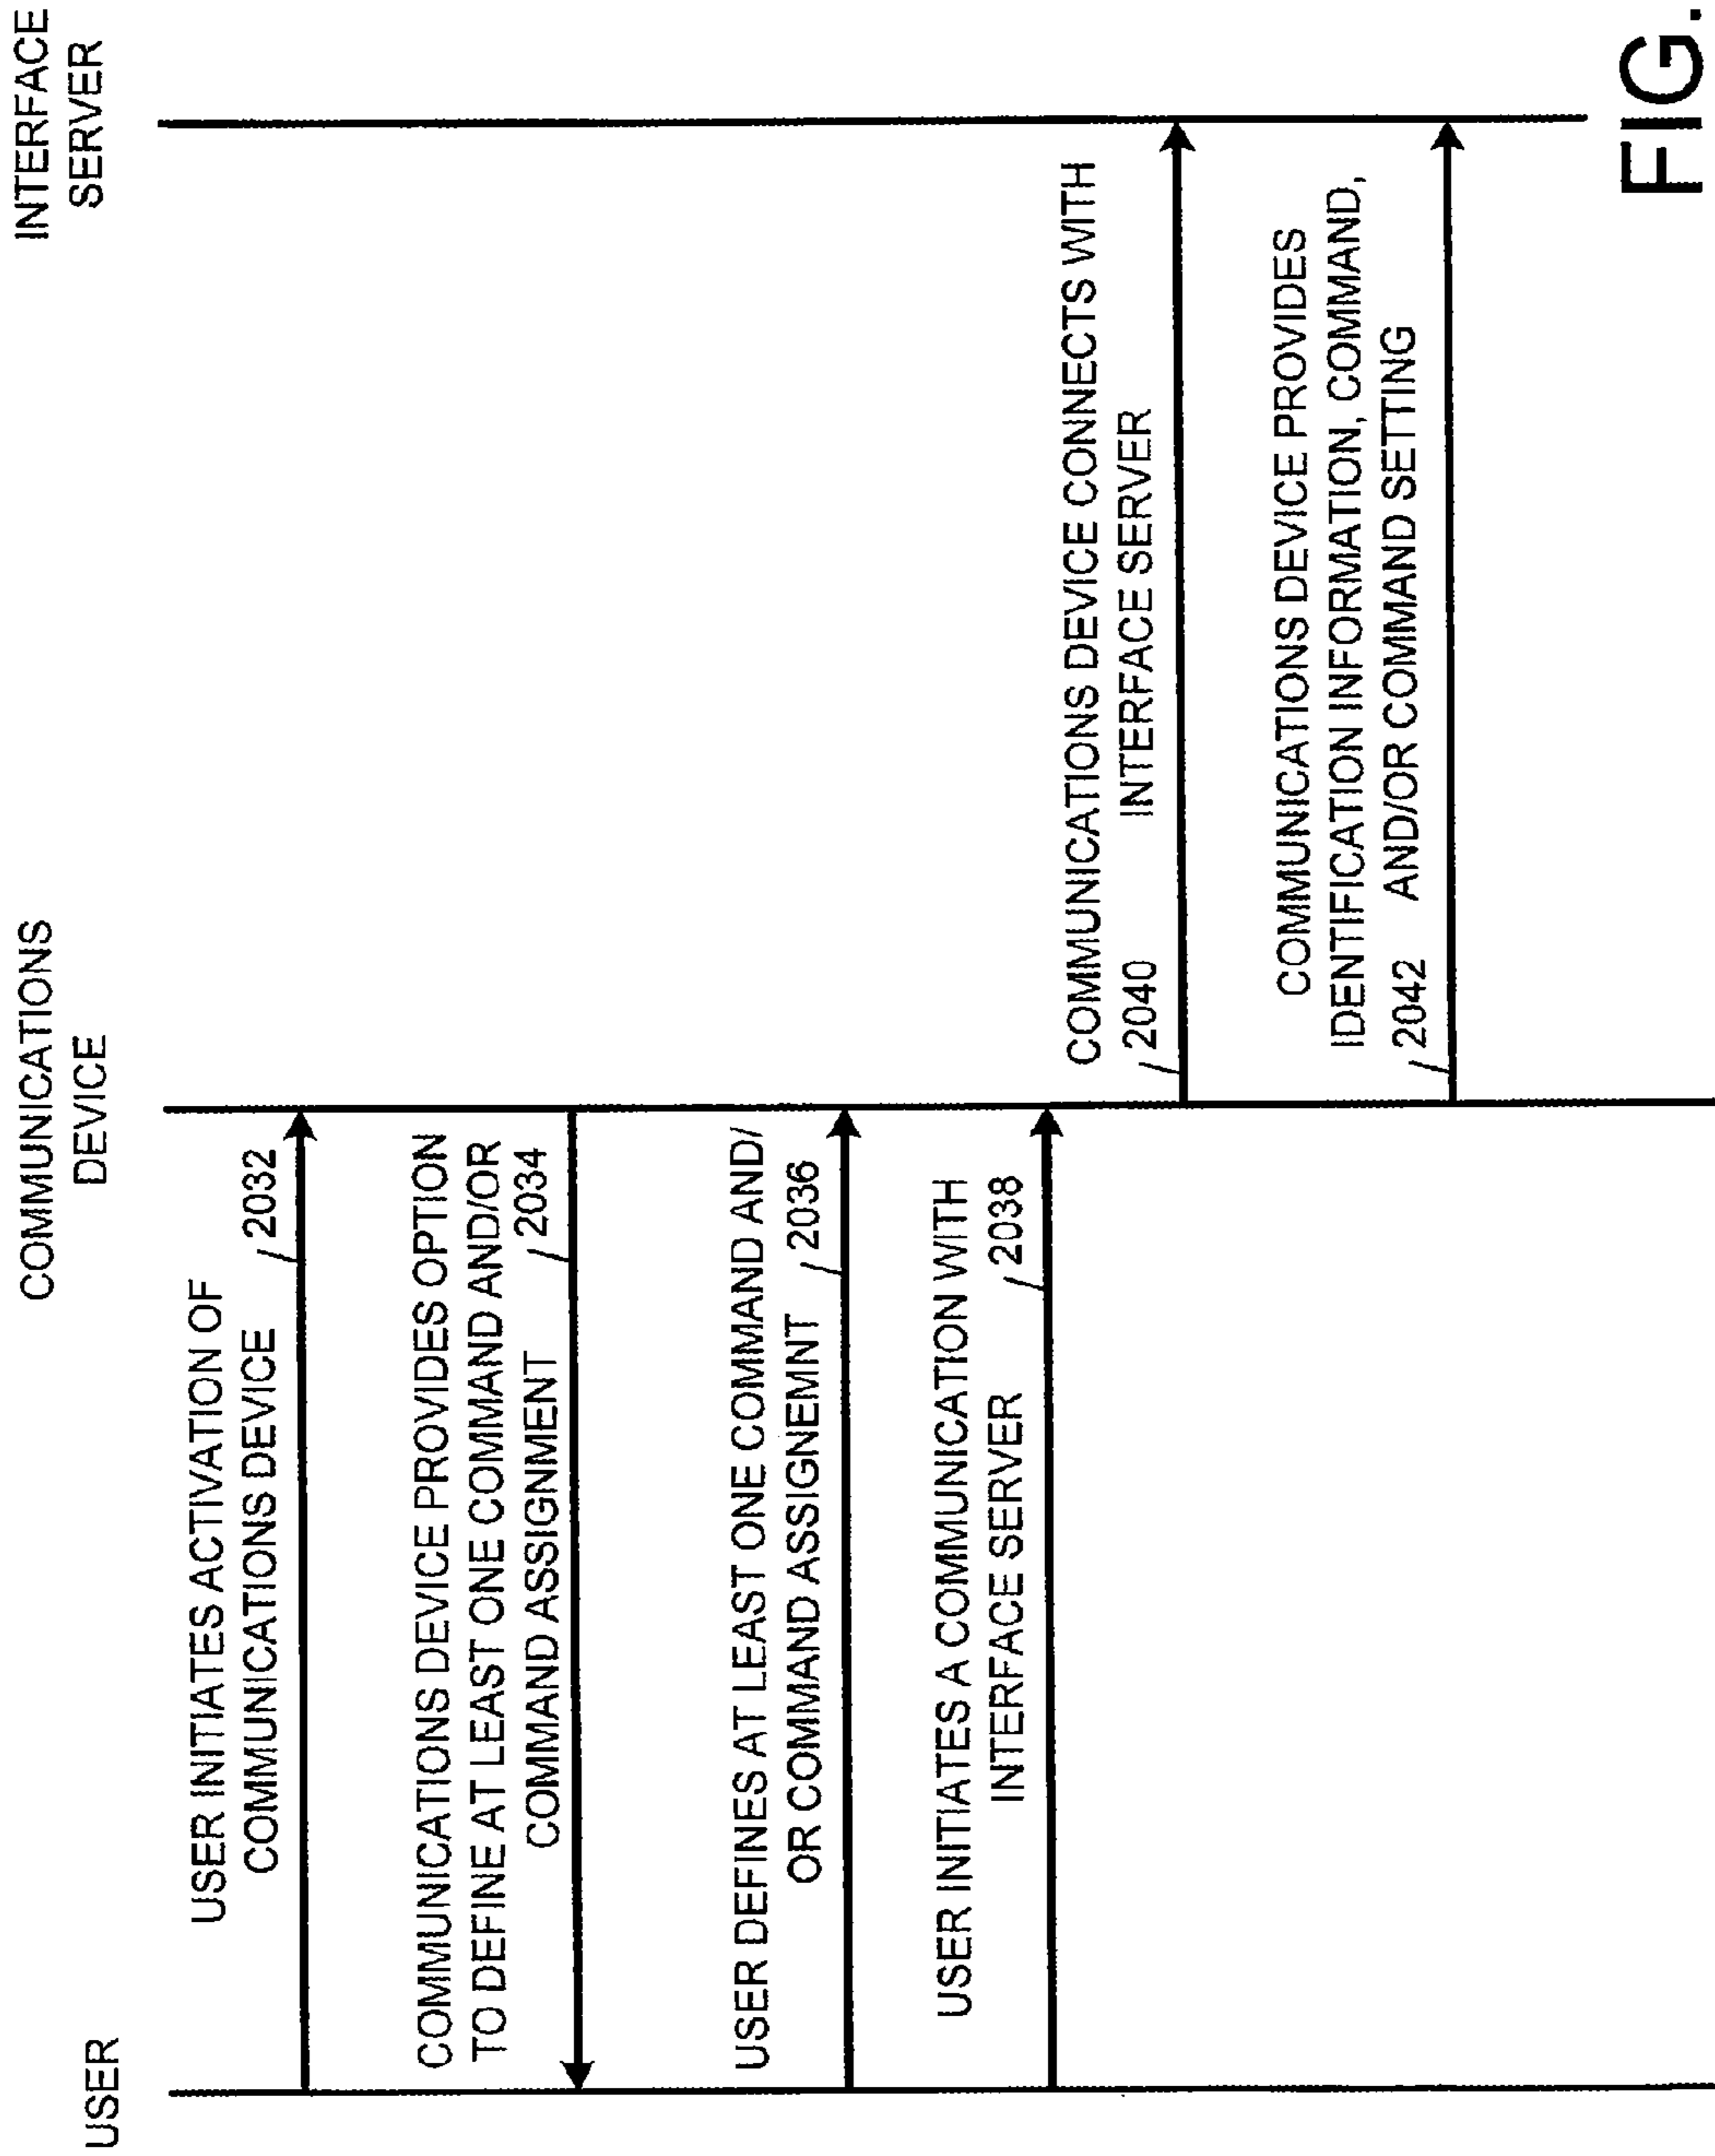 USER
COMMUNICATIONS
DEVICE
INTERFACE
SERVER
USER INITIATES ACTIVATION OF
COMMUNICATIONS DEVICE
2032
COMMUNICATIONS DEVICE PROVIDES OPTION
TO DEFINE AT LEAST ONE COMMAND AND/OR
COMMAND ASSIGNMENT
2034
USER DEFINES AT LEAST ONE COMMAND AND/
OR COMMAND ASSIGNEMNT
2036
USER INITIATES A COMMUNICATION WITH
INTERFACE SERVER
2038
COMMUNICATIONS DEVICE CONNECTS WITH
2040 INTERFACE SERVER
COMMUNICATIONS DEVICE PROVIDES
IDENTIFICATION INFORMATION, COMMAND,
2042 AND/OR COMMAND SETTING
FIG.